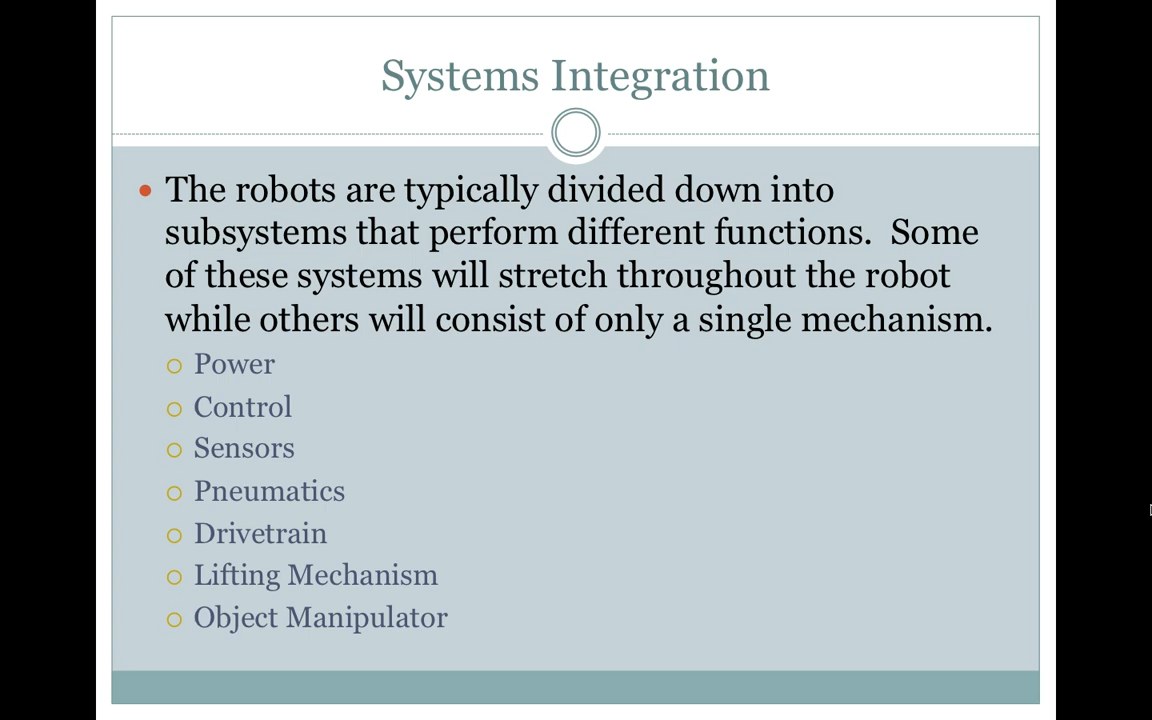 Systems Integration
The robots are typically divided down into
subsystems that perform different functions.  Some
of these systems will stretch throughout the robot
while others will consist of only a single mechanism.
Power
Control
Sensors
Pneumatics
Drivetrain
Lifting Mechanism
Object Manipulator